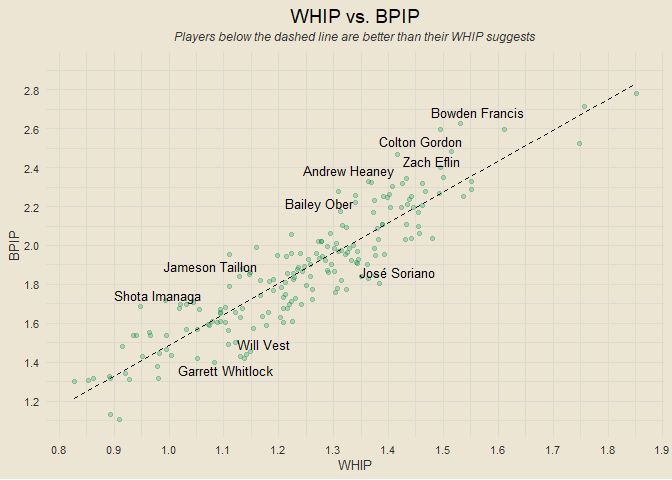 WHIP vs. BPIP
Players below the dashed line are better than their WHIP suggests
2.8
2.6
2.4
2.2
2.0
1.8
1.6
1.4
1.2
BPIP
Bowden Francis
Colton Gordon
Zach Eflin
Andrew Heaney
Bailey Ober
Jameson Taillon
José Soriano
Shota Imanaga
Will Vest
Garrett Whitlock
0.8 0.9 1.0 1.1 1.2 1.3 1.4 1.5 1.6 1.7 1.8 1.9
WHIP